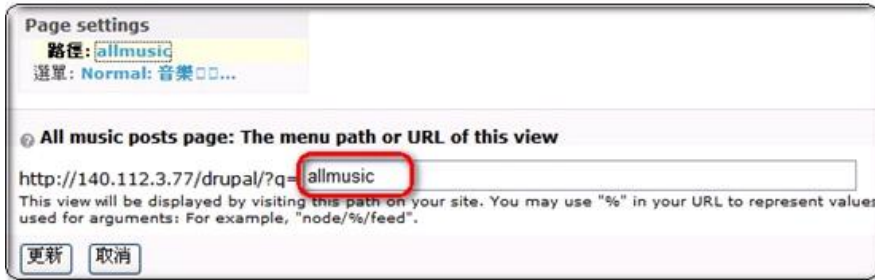 Page settings
路徑: allmusic
選單: Normal: 音樂□□...
All music posts page: The menu path or URL of this view
http://140.112.3.77/drupal/?q= allmusic
This view will be displayed by visiting this path on your site. You may use "%" in your URL to represent values
used for arguments: For example, "node/%/feed".
更新 取消